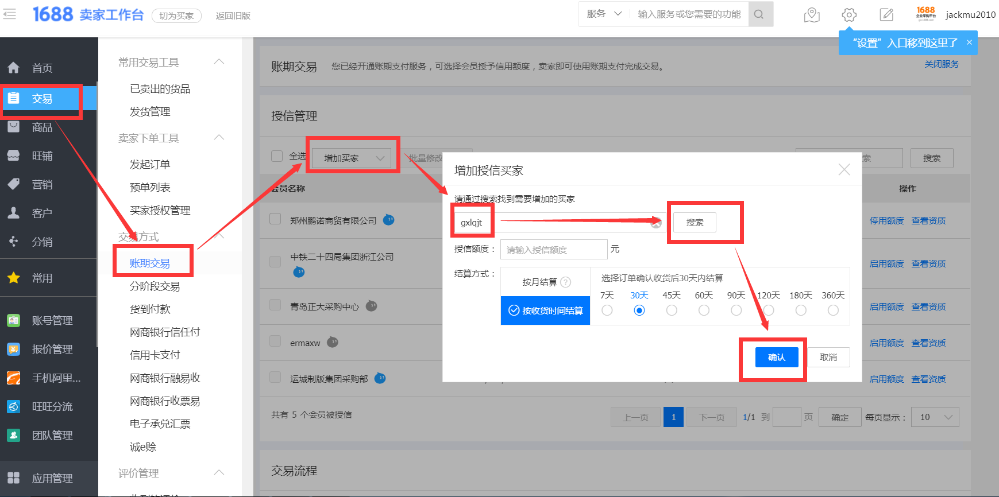 1688 卖家工作台 切为买家 返回旧版 服务 输入服务或您需要的功能 1688 企业采购平台 jackmu2010
“设置”入口移到这里了 ×
首页
交易
商品
旺铺
营销
客户
分销
常用
账号管理
报价管理
手机阿里...
旺旺分流
团队管理
应用管理
常用交易工具
已卖出的货品
发货管理
卖家下单工具
发起订单
预单列表
买家授权管理
交易方式
账期交易
分阶段交易
货到付款
网商银行信任付
信用卡支付
网商银行融易收
网商银行收票易
电子承兑汇票
诚e赊
评价管理
账期交易 您已经开通账期支付服务，可选择会员授予信用额度，卖家即可使用账期支付完成交易。 关闭服务
授信管理
全选 增加买家 批量修改 索 搜索
会员名称 操作
郑州鹏诺商贸有限公司 停用额度 查看资质
中铁二十四局集团浙江公司 启用额度 查看资质
青岛正大采购中心 启用额度 查看资质
ermaxw 启用额度 查看资质
运城制版集团采购部 启用额度 查看资质
共有 5 个会员被授信 上一页 1 下一页 1/1 到 页 确定 每页显示： 10
交易流程
增加授信买家
请通过搜索找到需要增加的买家
gxlqjt 搜索
授信额度： 请输入授信额度 元
结算方式： 按月结算 ? 选择订单确认收货后30天内结算
按收货时间结算 7天 30天 45天 60天 90天 120天 180天 360天
确认 取消